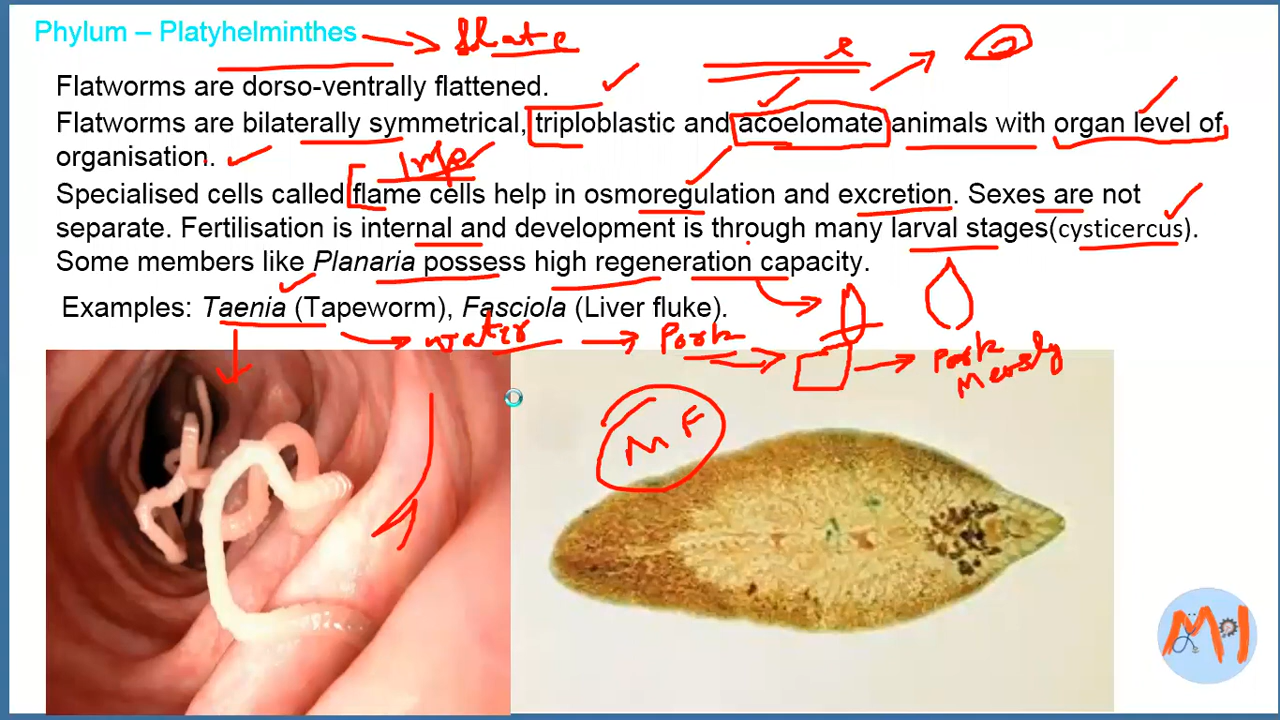 Phylum – Platyhelminthes
flate
e
Flatworms are dorso-ventrally flattened.
Flatworms are bilaterally symmetrical, triploblastic and acoelomate animals with organ level of
organisation.
Imp
Specialised cells called flame cells help in osmoregulation and excretion. Sexes are not
separate. Fertilisation is internal and development is through many larval stages(cysticercus).
Some members like Planaria possess high regeneration capacity.
Examples: Taenia (Tapeworm), Fasciola (Liver fluke).
water
Pork
Pork
M F
M